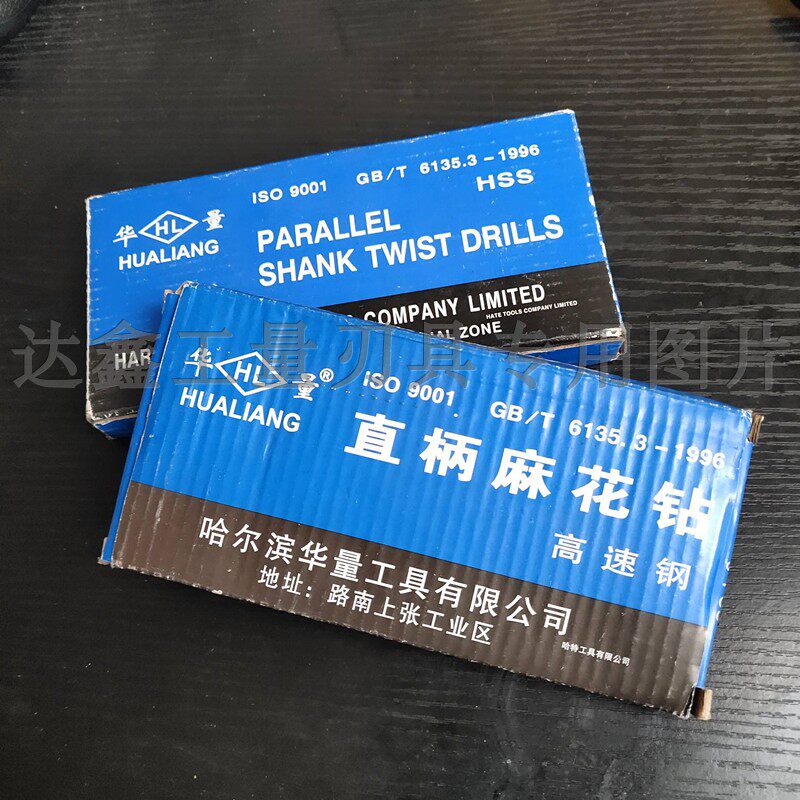 ISO 9001 GB/T 6135.3-1996
HSS
华 HL 量
HUALIANG
PARALLEL
SHANK TWIST DRILLS
COMPANY LIMITED
HATE TOOLS COMPANY LIMITED
ZONE
达鑫工量刃具专用图片
华 HL 量®
HUALIANG
ISO 9001 GB/T 6135.3-1996
直柄麻花钻
高速钢
哈尔滨华量工具有限公司
地址:路南上张工业区
哈特工具有限公司